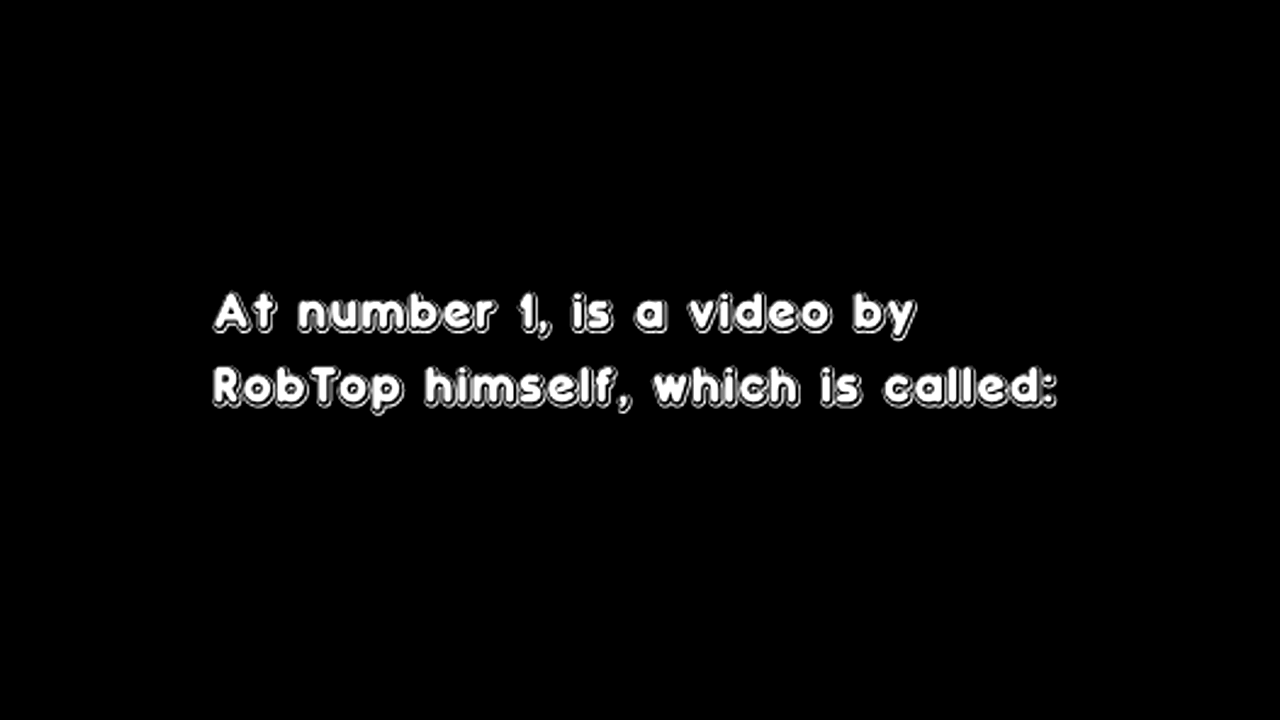 At number 1, is a video by
RobTop himself, which is called: